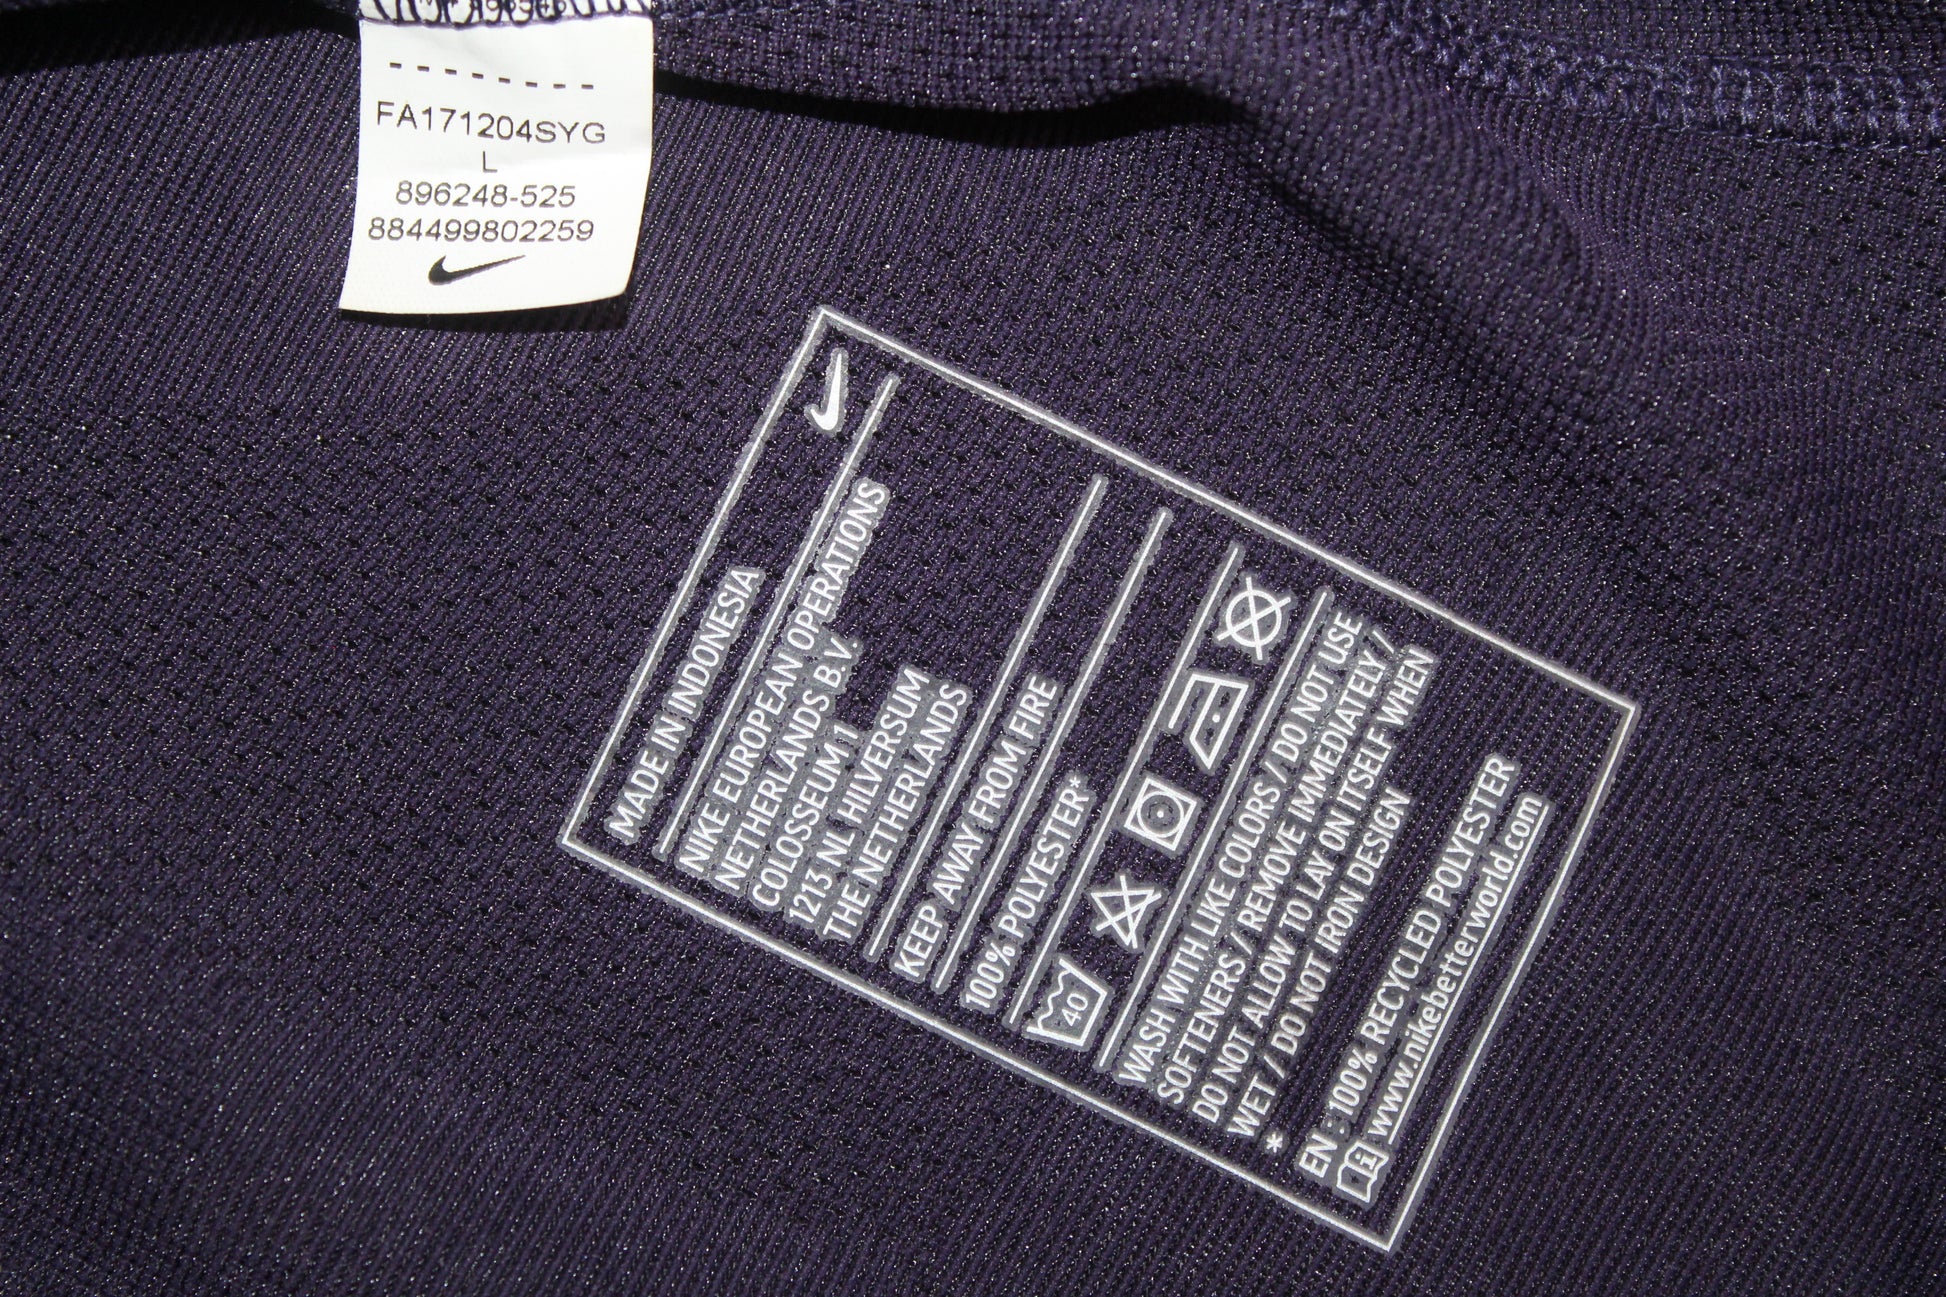 - - - - - - - -
FA171204SYG
L
896248-525
884499802259
MADE IN INDONESIA
NIKE EUROPEAN OPERATIONS
NETHERLANDS B.V.
COLOSSEUM 1
1213 NL HILVERSUM
THE NETHERLANDS
KEEP AWAY FROM FIRE
100% POLYESTER*
40
WASH WITH LIKE COLORS / DO NOT USE
SOFTENERS / REMOVE IMMEDIATELY /
DO NOT ALLOW TO LAY ON ITSELF WHEN
WET / DO NOT IRON DESIGN
*
EN : 100% RECYCLED POLYESTER
www.nikebetterworld.com